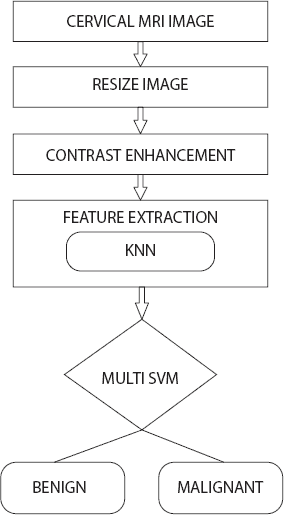 CERVICAL MRI IMAGE
RESIZE IMAGE
CONTRAST ENHANCEMENT
FEATURE EXTRACTION
KNN
MULTI SVM
BENIGN
MALIGNANT